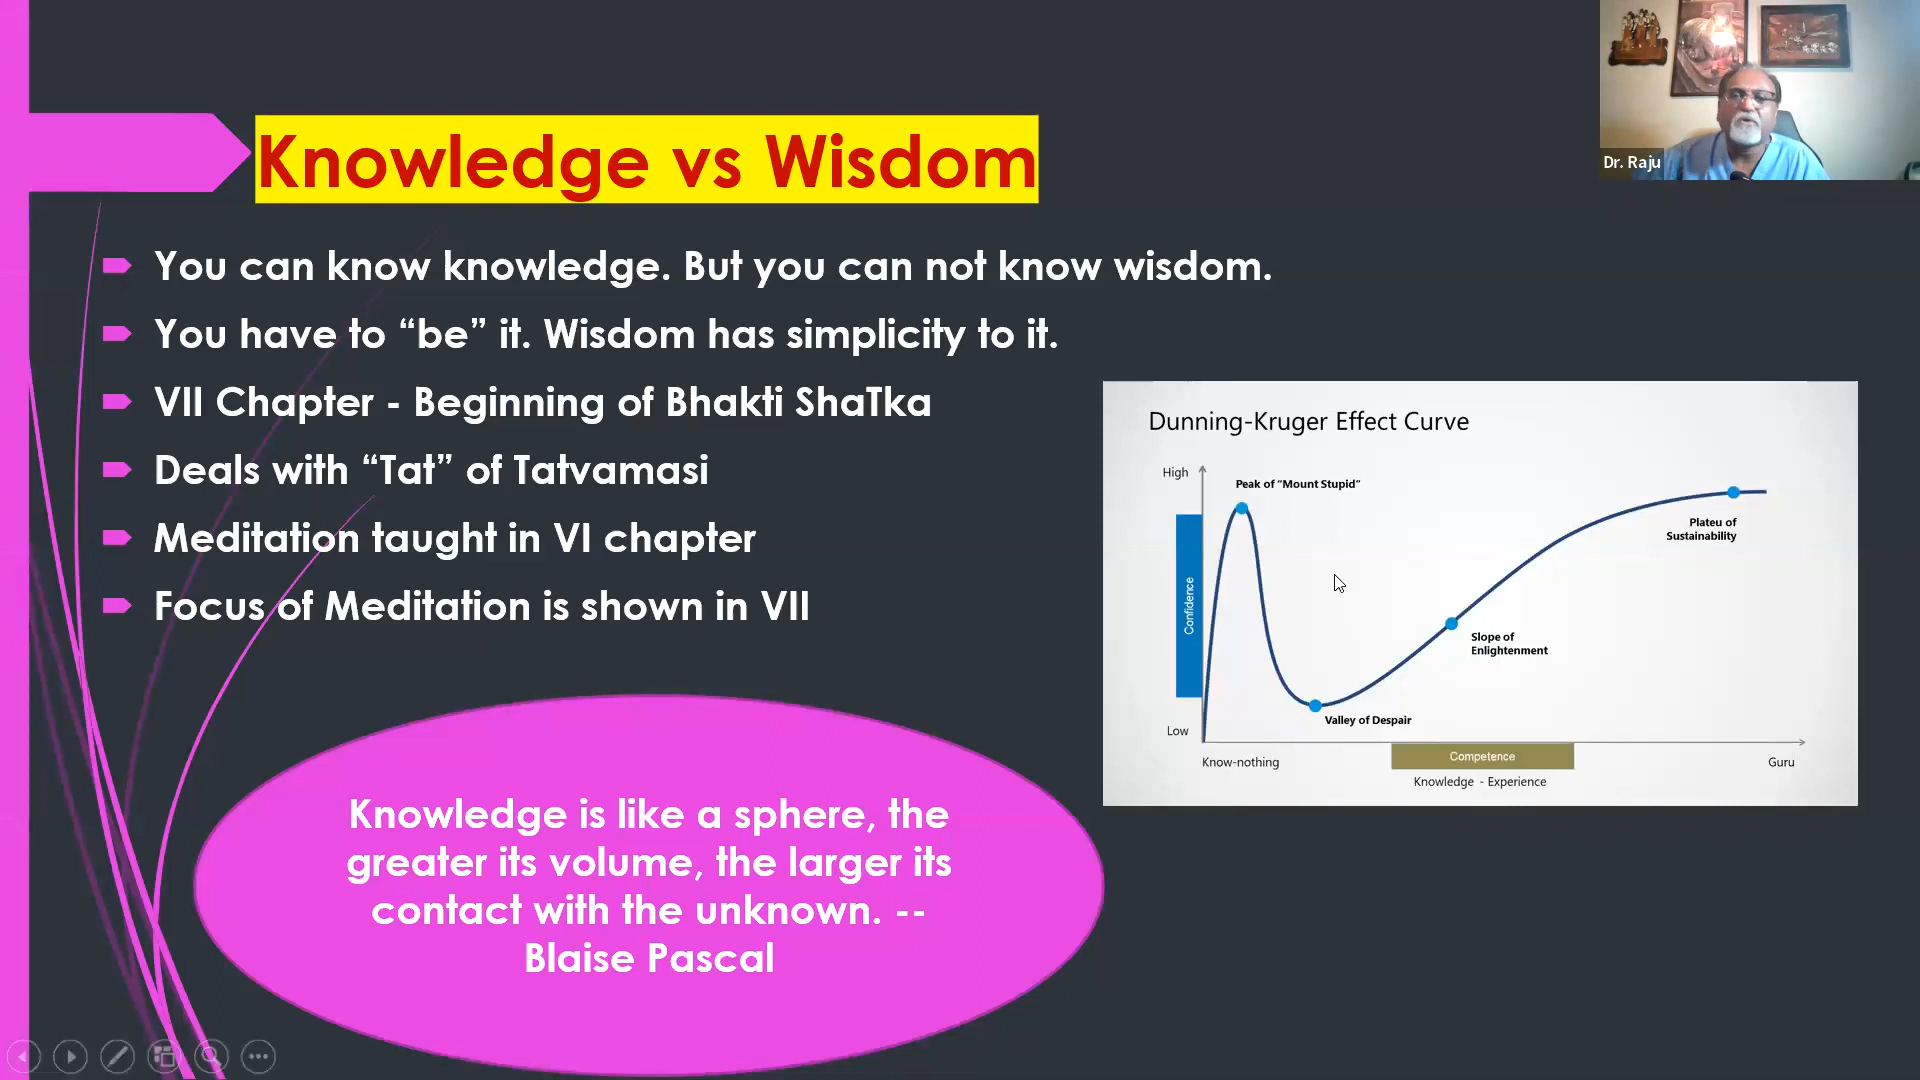 Knowledge vs Wisdom
You can know knowledge. But you can not know wisdom.
You have to “be” it. Wisdom has simplicity to it.
VII Chapter - Beginning of Bhakti ShaTka
Deals with “Tat” of Tatvamasi
Meditation taught in VI chapter
Focus of Meditation is shown in VII
Knowledge is like a sphere, the
greater its volume, the larger its
contact with the unknown. --
Blaise Pascal
Dr. Raju
Dunning-Kruger Effect Curve
High
Peak of “Mount Stupid”
Plateu of
Sustainability
Confidence
Slope of
Enlightenment
Valley of Despair
Low
Know-nothing
Competence
Guru
Knowledge - Experience